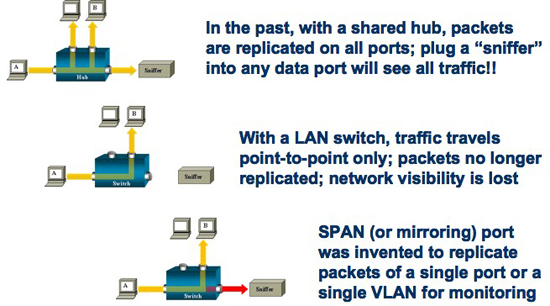 B
A
Hub
Sniffer
In the past, with a shared hub, packets
are replicated on all ports; plug a “sniffer”
into any data port will see all traffic!!
B
A
Switch
Sniffer
With a LAN switch, traffic travels
point-to-point only; packets no longer
replicated; network visibility is lost
B
A
Switch
Sniffer
SPAN (or mirroring) port
was invented to replicate
packets of a single port or a
single VLAN for monitoring